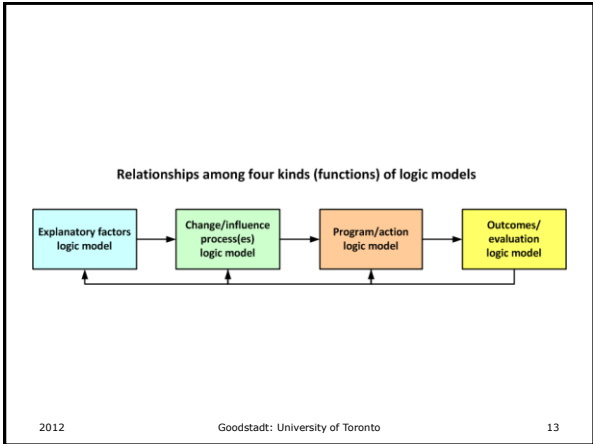 Relationships among four kinds (functions) of logic models
Explanatory factors
logic model
Change/influence
process(es)
logic model
Program/action
logic model
Outcomes/
evaluation
logic model
2012
Goodstadt: University of Toronto
13